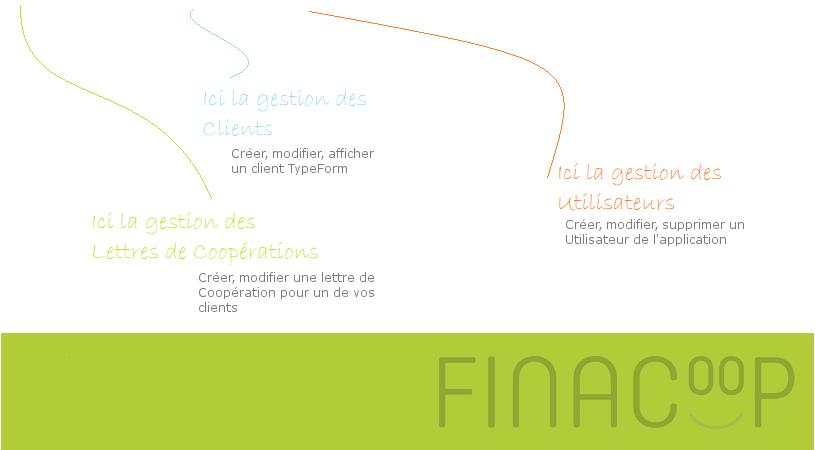 Ici la gestion des
Clients
Créer, modifier, afficher
un client TypeForm
Ici la gestion des
Utilisateurs
Créer, modifier, supprimer un
Utilisateur de l'application
Ici la gestion des
Lettres de Coopérations
Créer, modifier une lettre de
Coopération pour un de vos
clients
FINACOOP